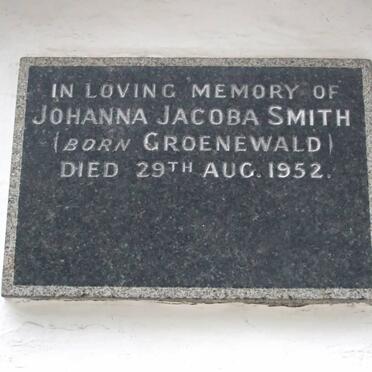 IN LOVING MEMORY OF
JOHANNA JACOBA SMITH
(BORN GROENEWALD)
DIED 29TH AUG. 1952.